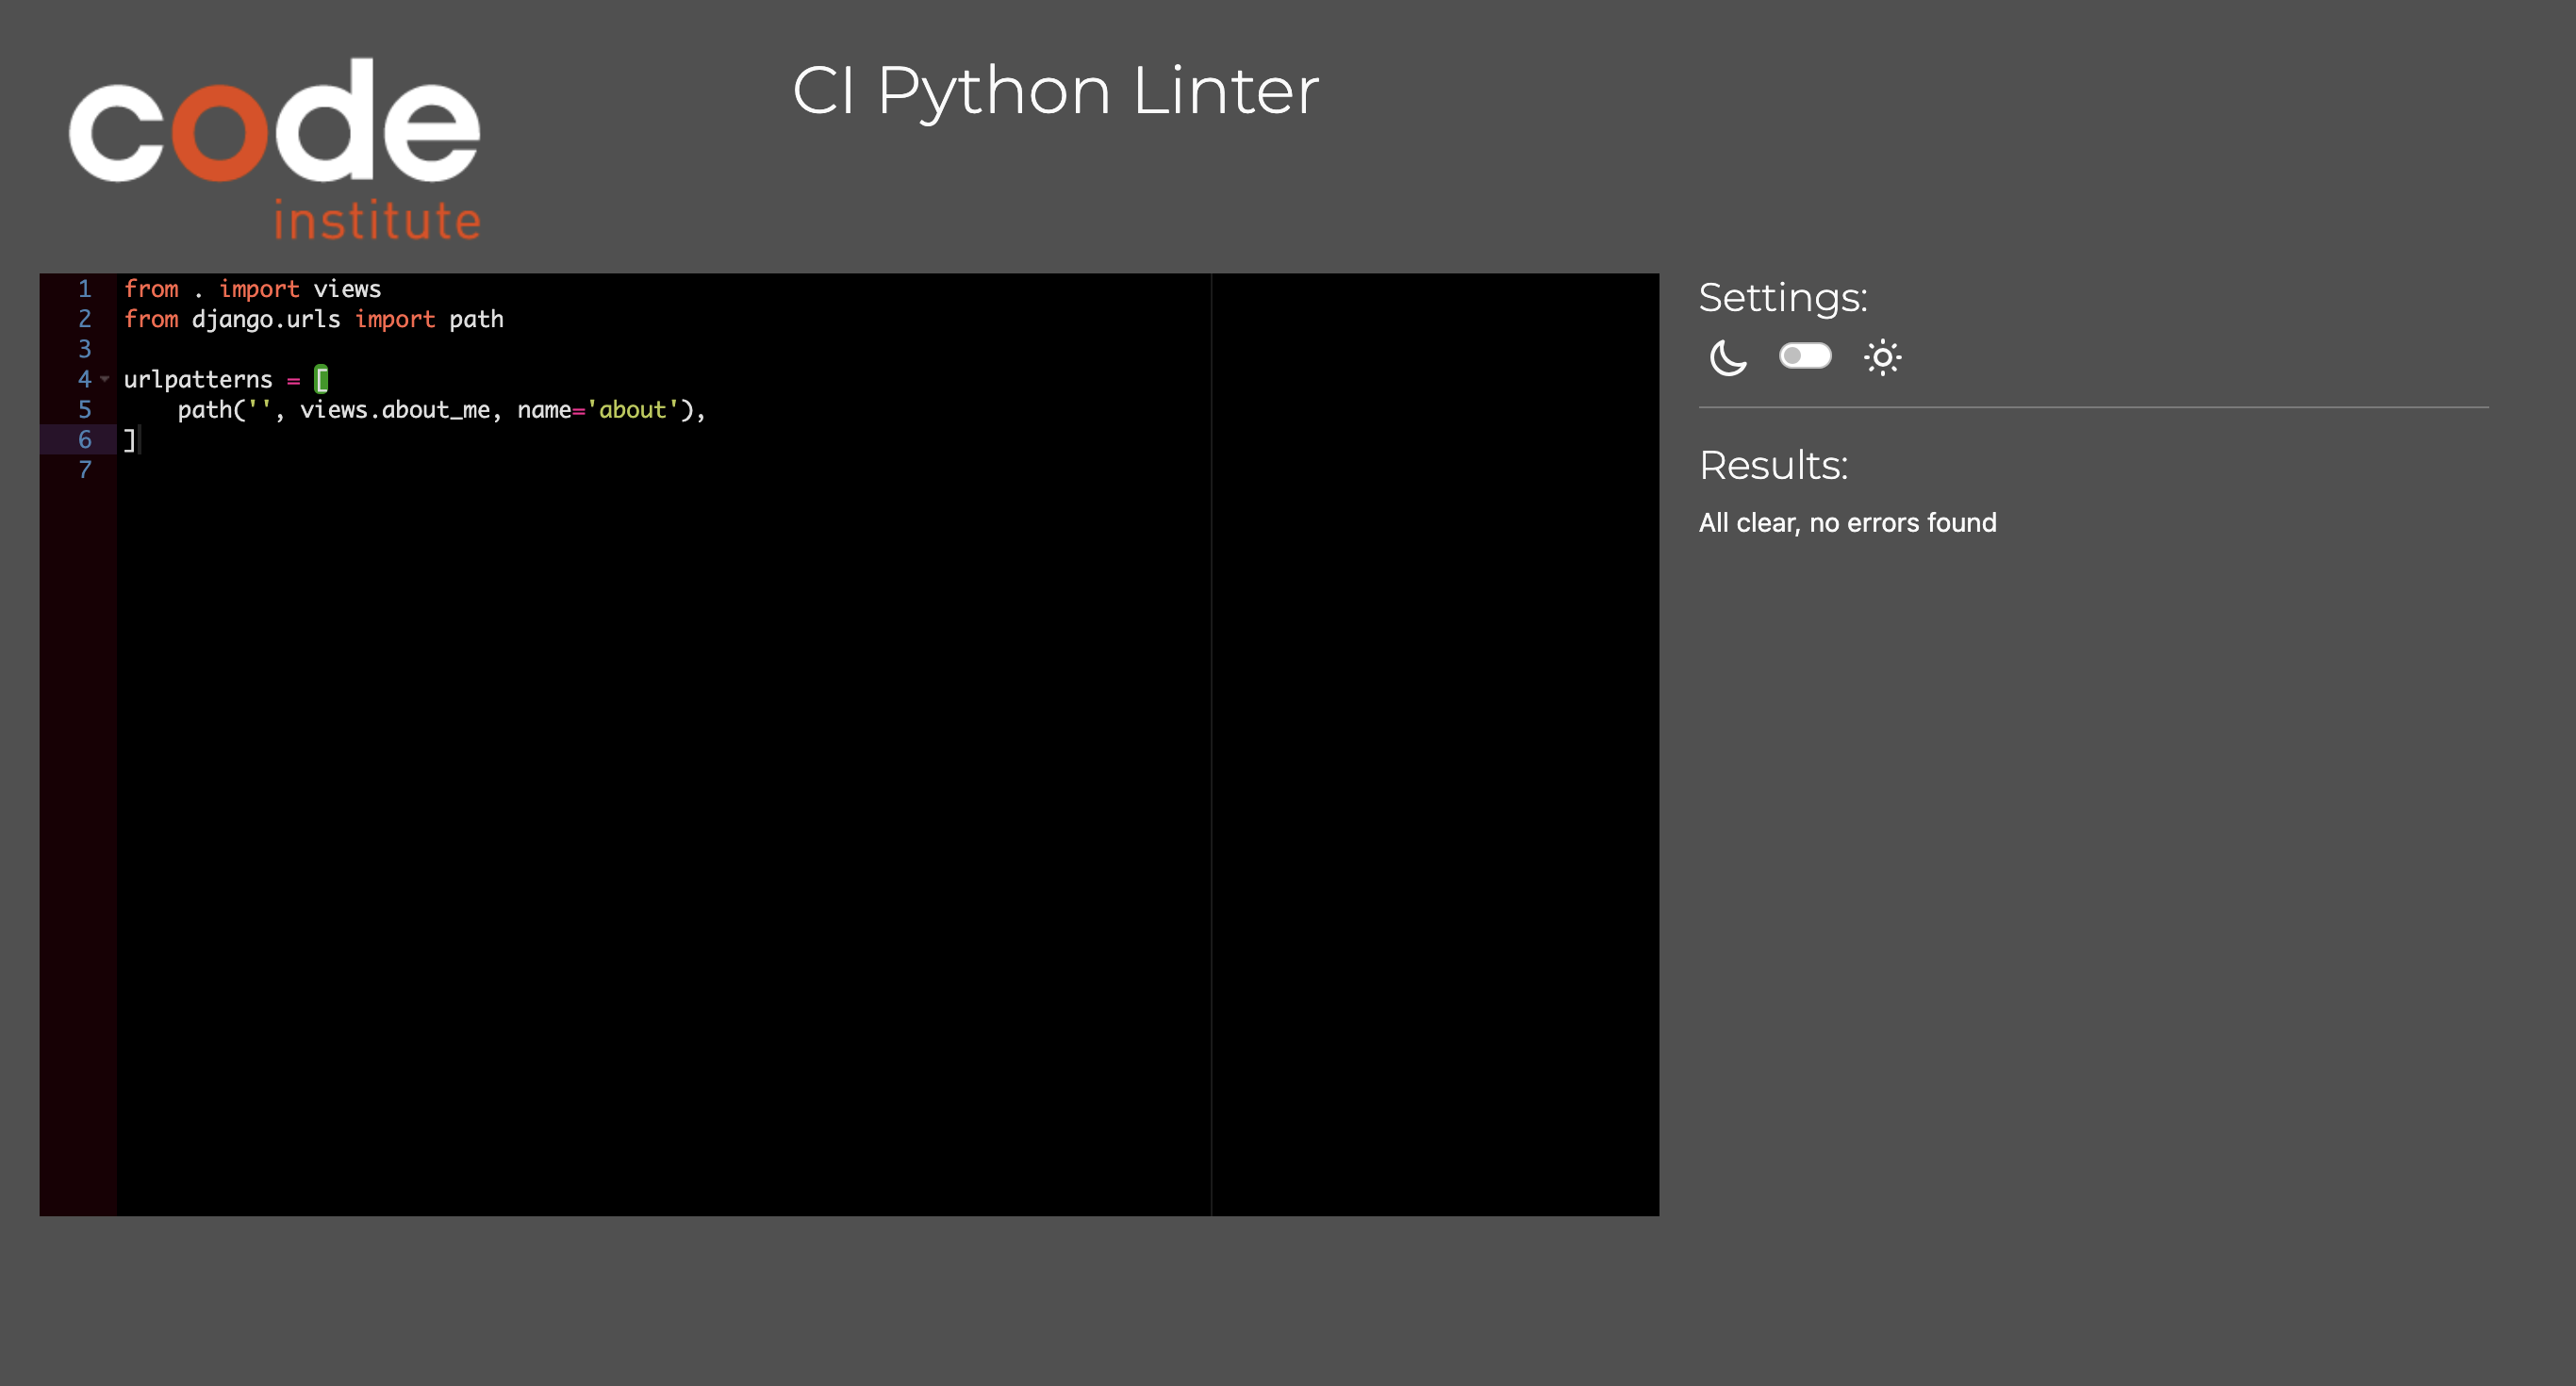 code
institute
CI Python Linter
1 from . import views
2 from django.urls import path
3
4 urlpatterns = [
5     path('', views.about_me, name='about'),
6 ]
7
Settings:
Results:
All clear, no errors found